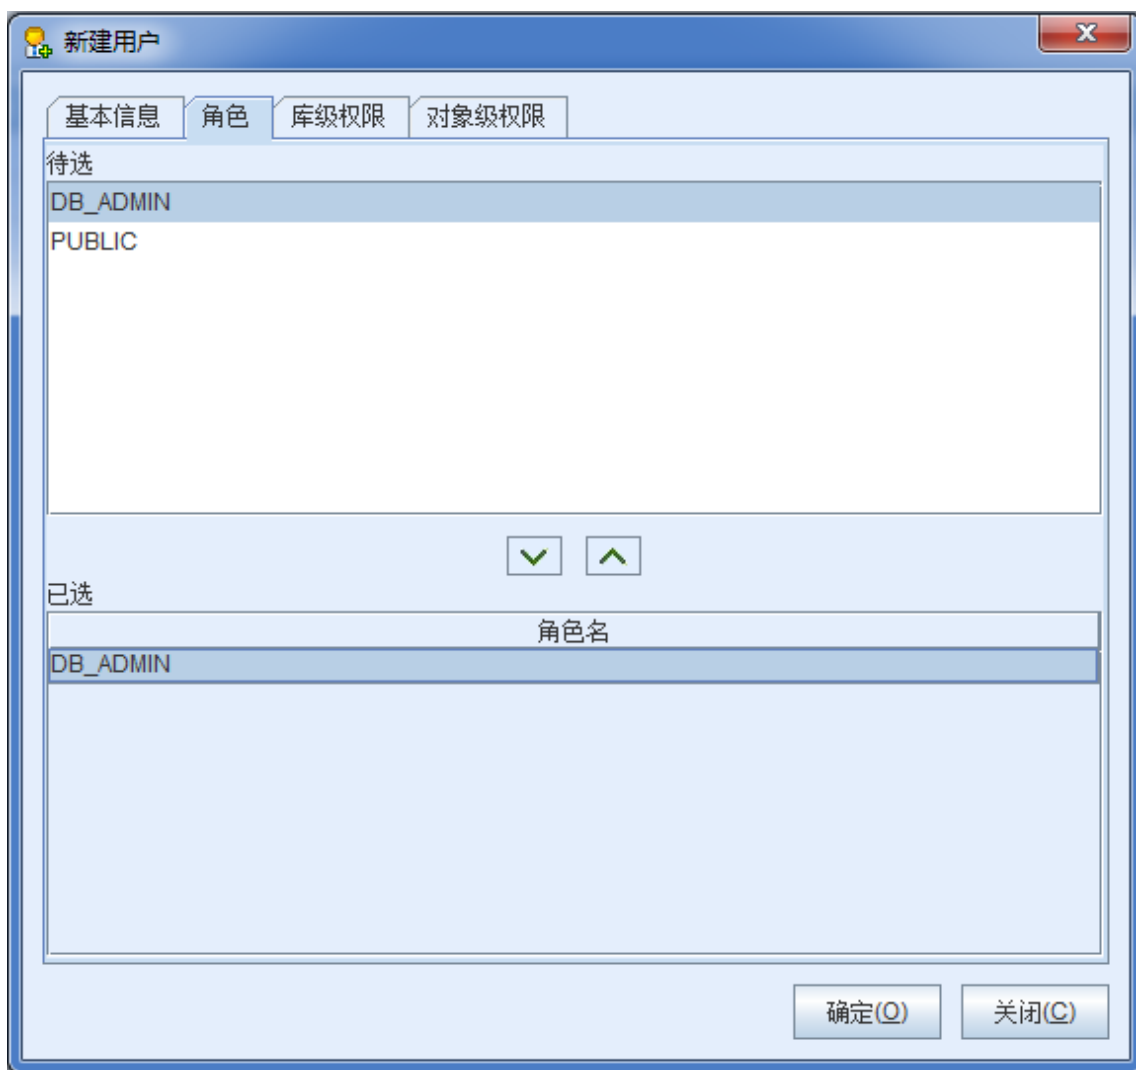 新建用户
基本信息 角色 库级权限 对象级权限
待选
DB_ADMIN
PUBLIC
已选
角色名
DB_ADMIN
确定(O) 关闭(C)